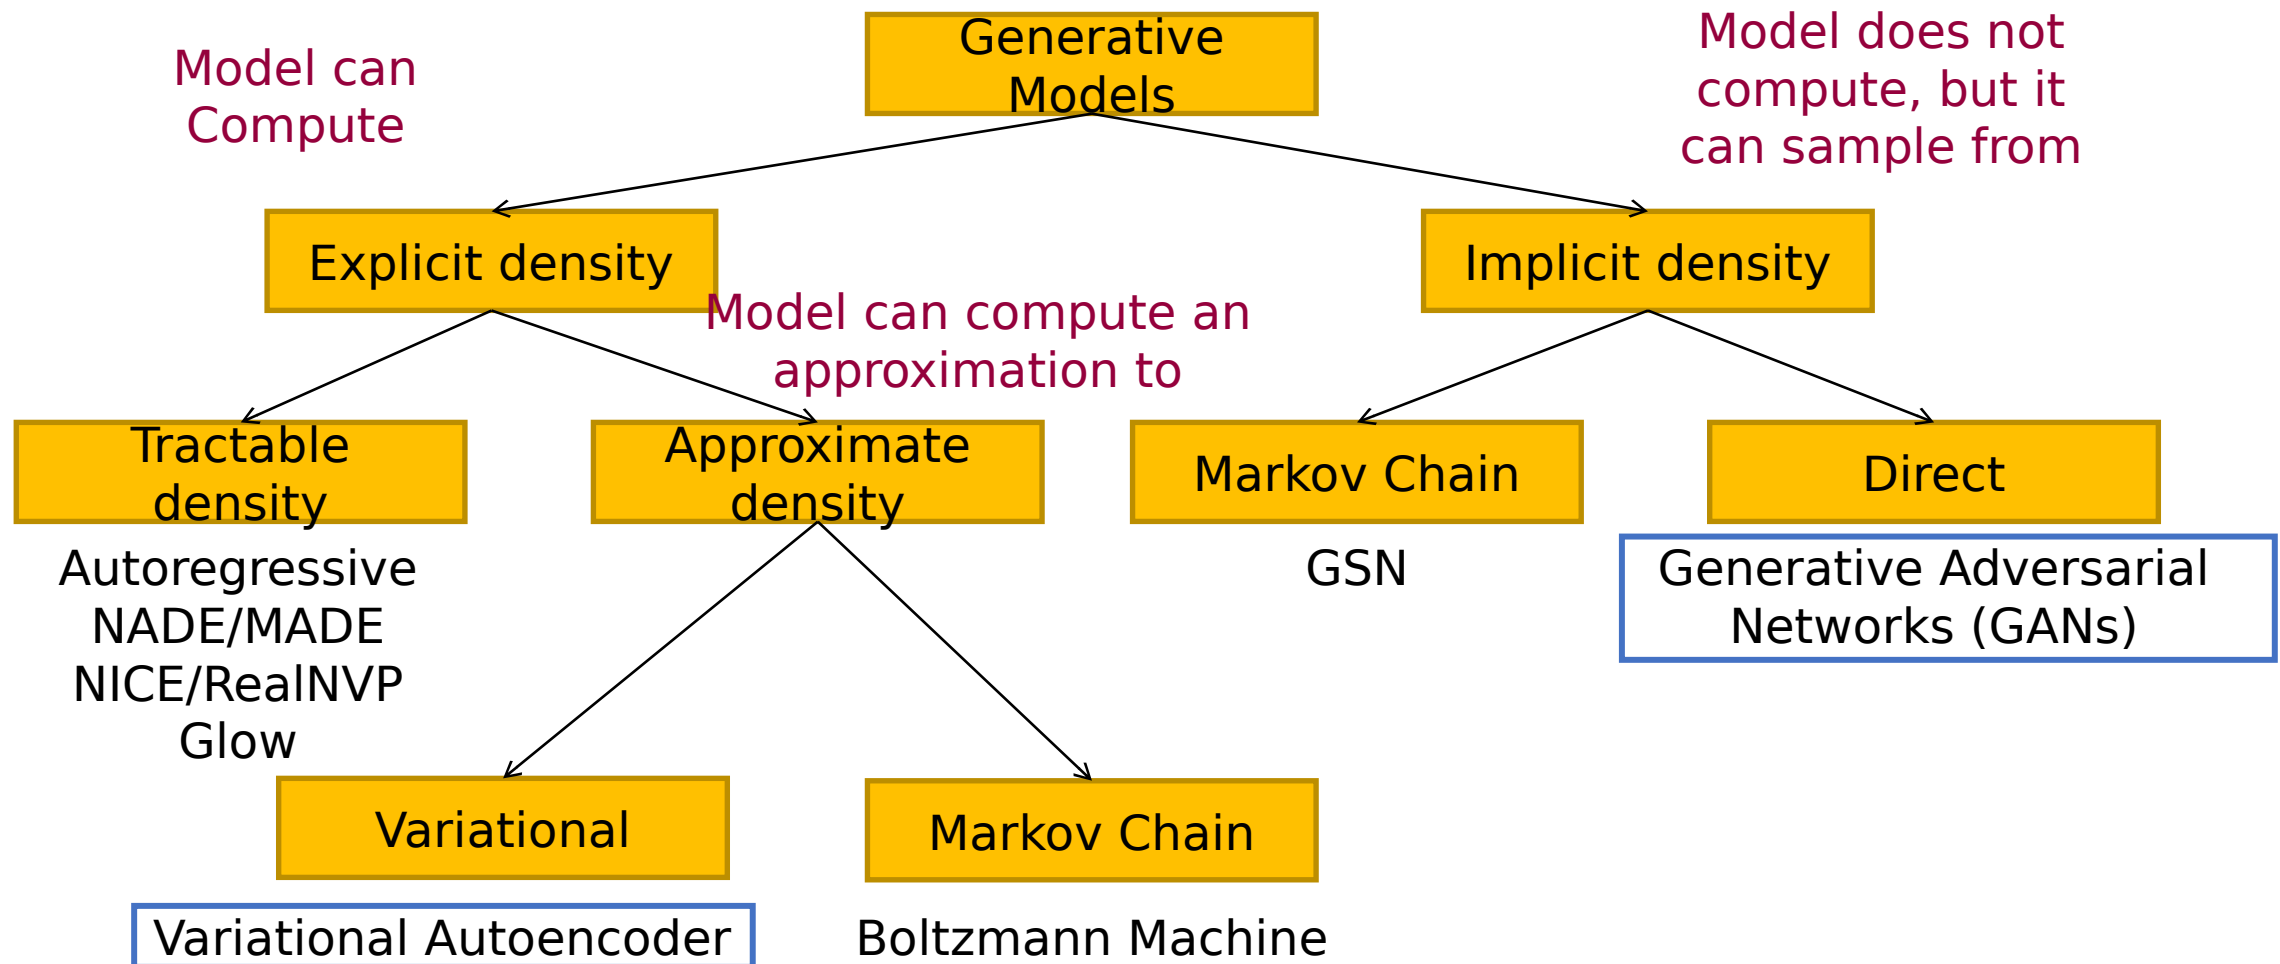 Generative
Models
Model can
Compute
Model does not
compute, but it
can sample from
Explicit density
Implicit density
Model can compute an
approximation to
Tractable
density
Approximate
density
Markov Chain
Direct
Autoregressive
NADE/MADE
NICE/RealNVP
Glow
GSN
Generative Adversarial
Networks (GANs)
Variational
Markov Chain
Variational Autoencoder
Boltzmann Machine